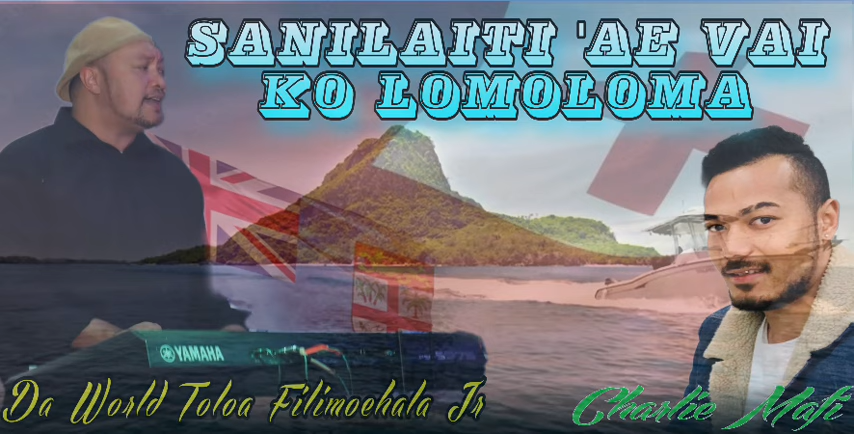 SANILAITI 'AE VAI
KO LOMOLOMA
YAMAHA
Da World Toloa Filimoehala Jr
Charlie Mafi